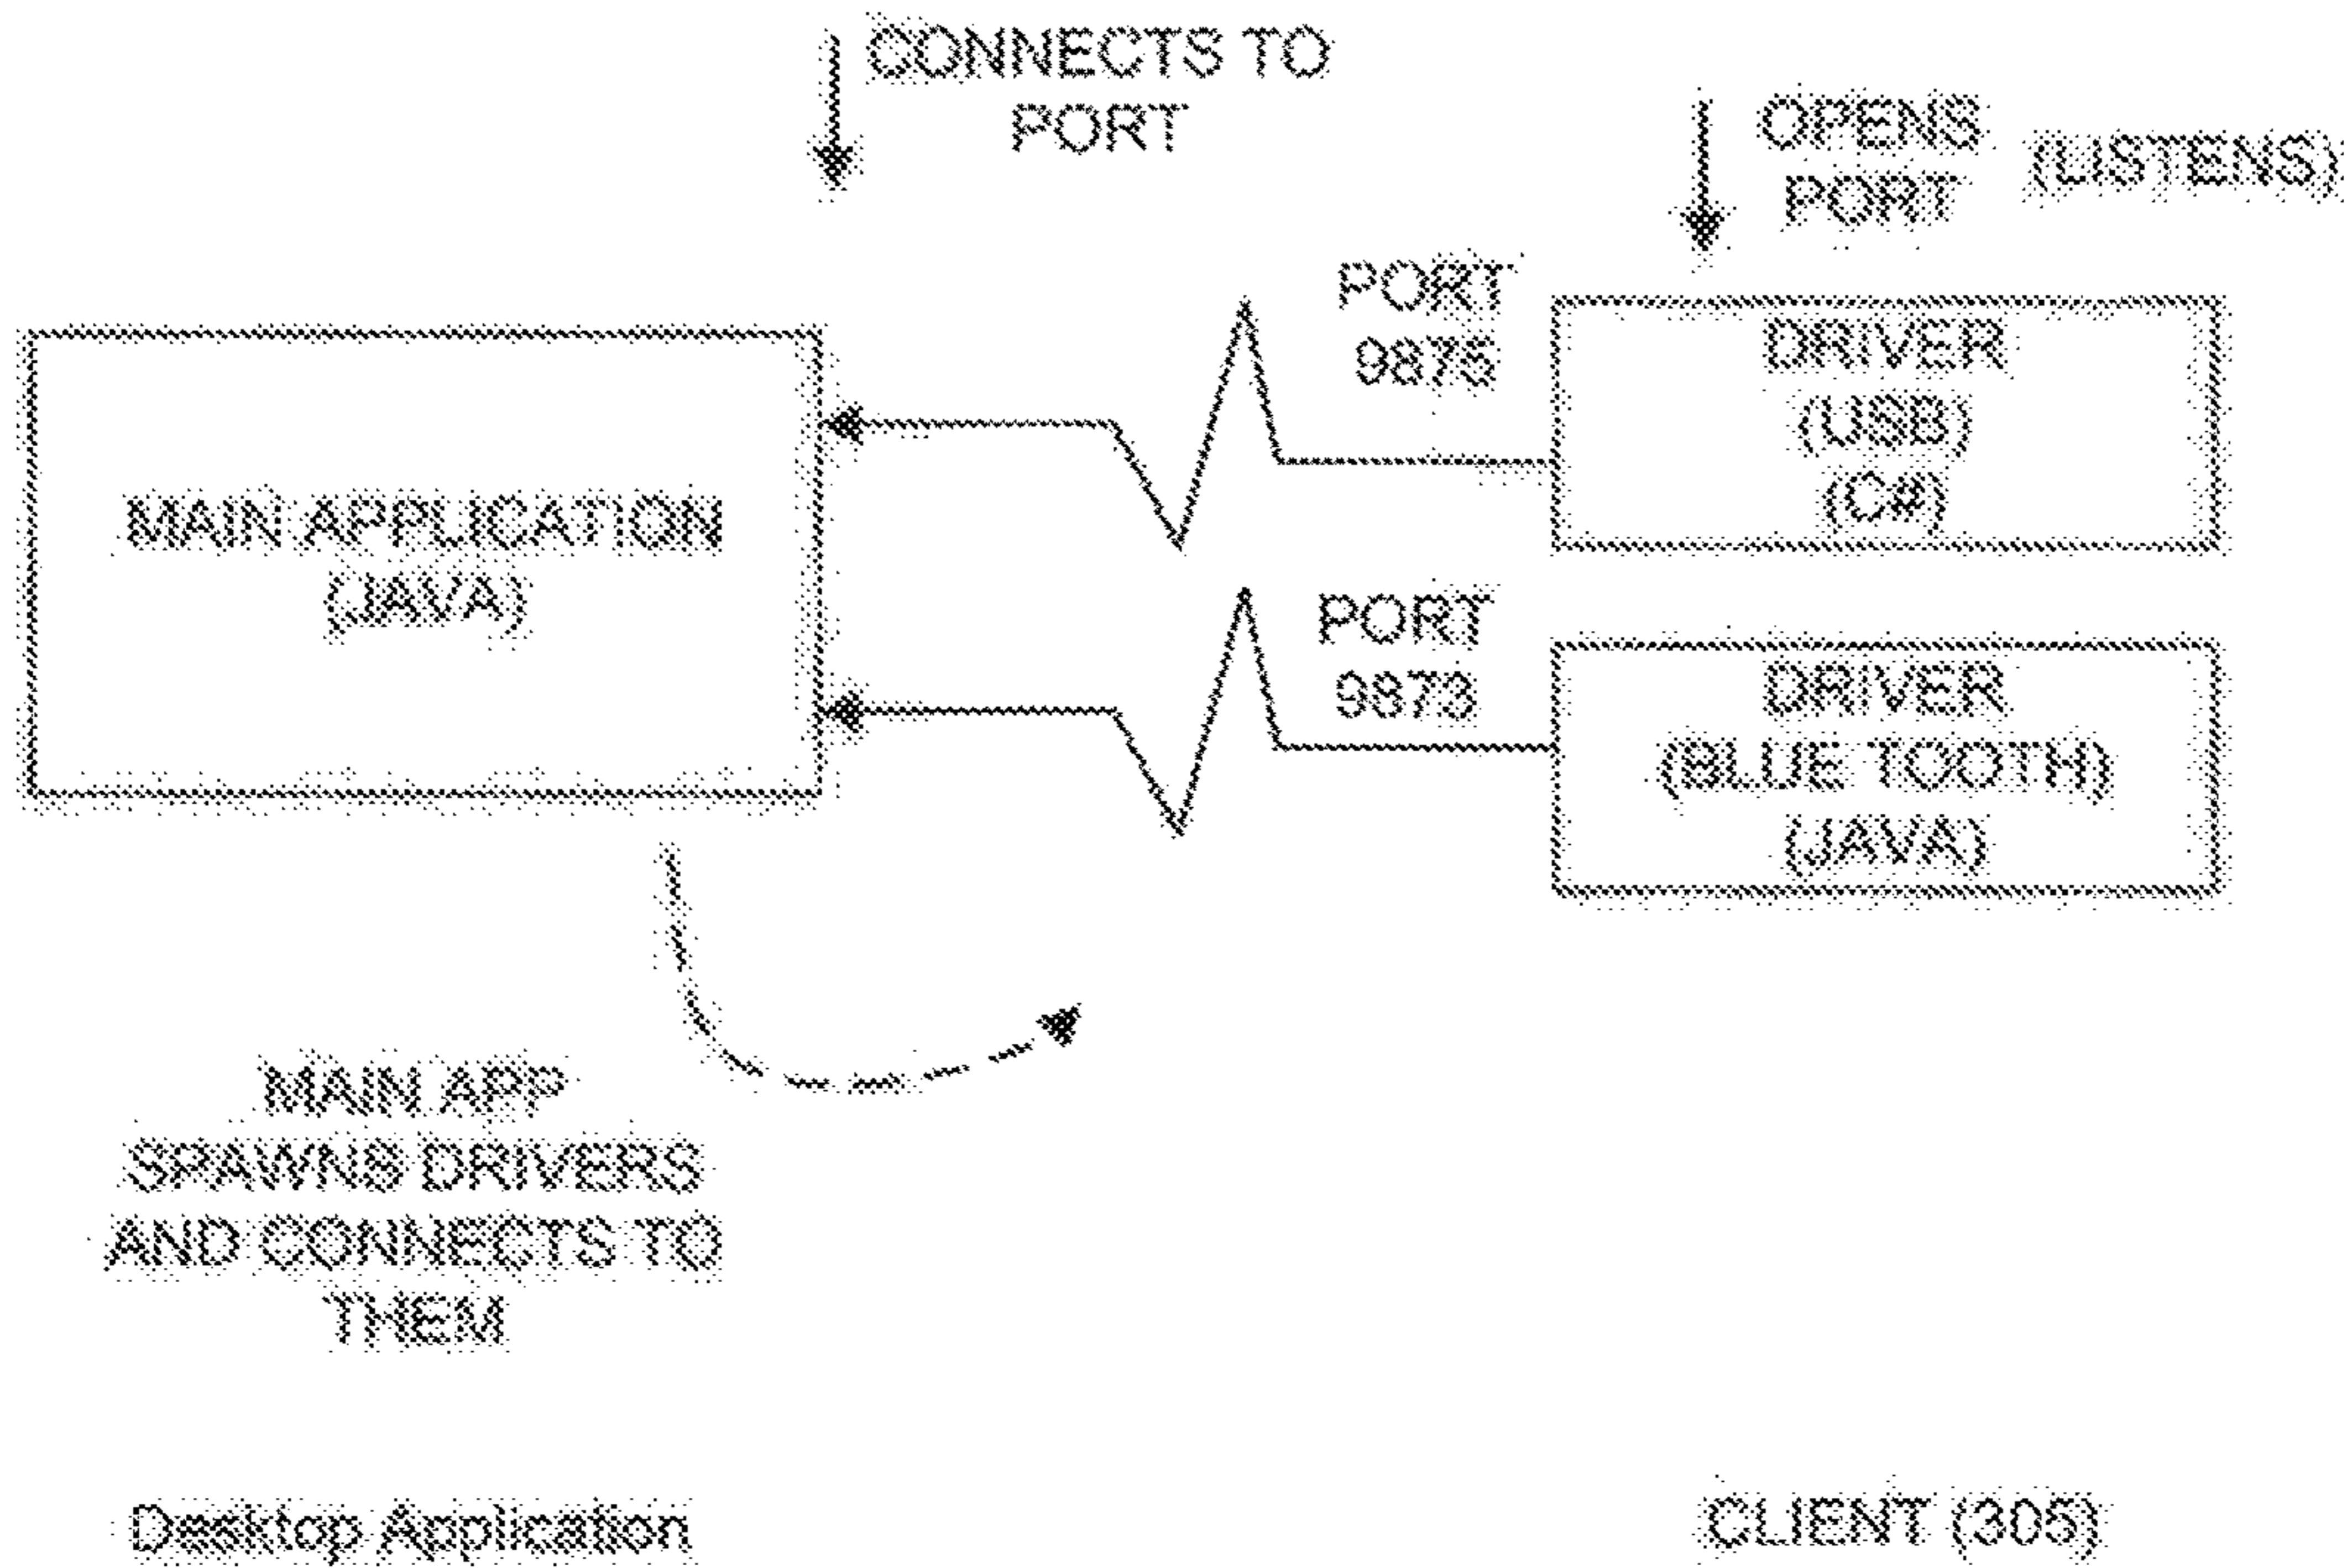 CONNECTS TO
PORT
OPENS
PORT
(LISTENS)
PORT
9875
DRIVER
(USB)
(C#)
MAIN APPLICATION
(JAVA)
PORT
9873
DRIVER
(BLUE TOOTH)
(JAVA)
MAIN APP
SPAWNS DRIVERS
AND CONNECTS TO
THEM
Desktop Application
CLIENT (305)